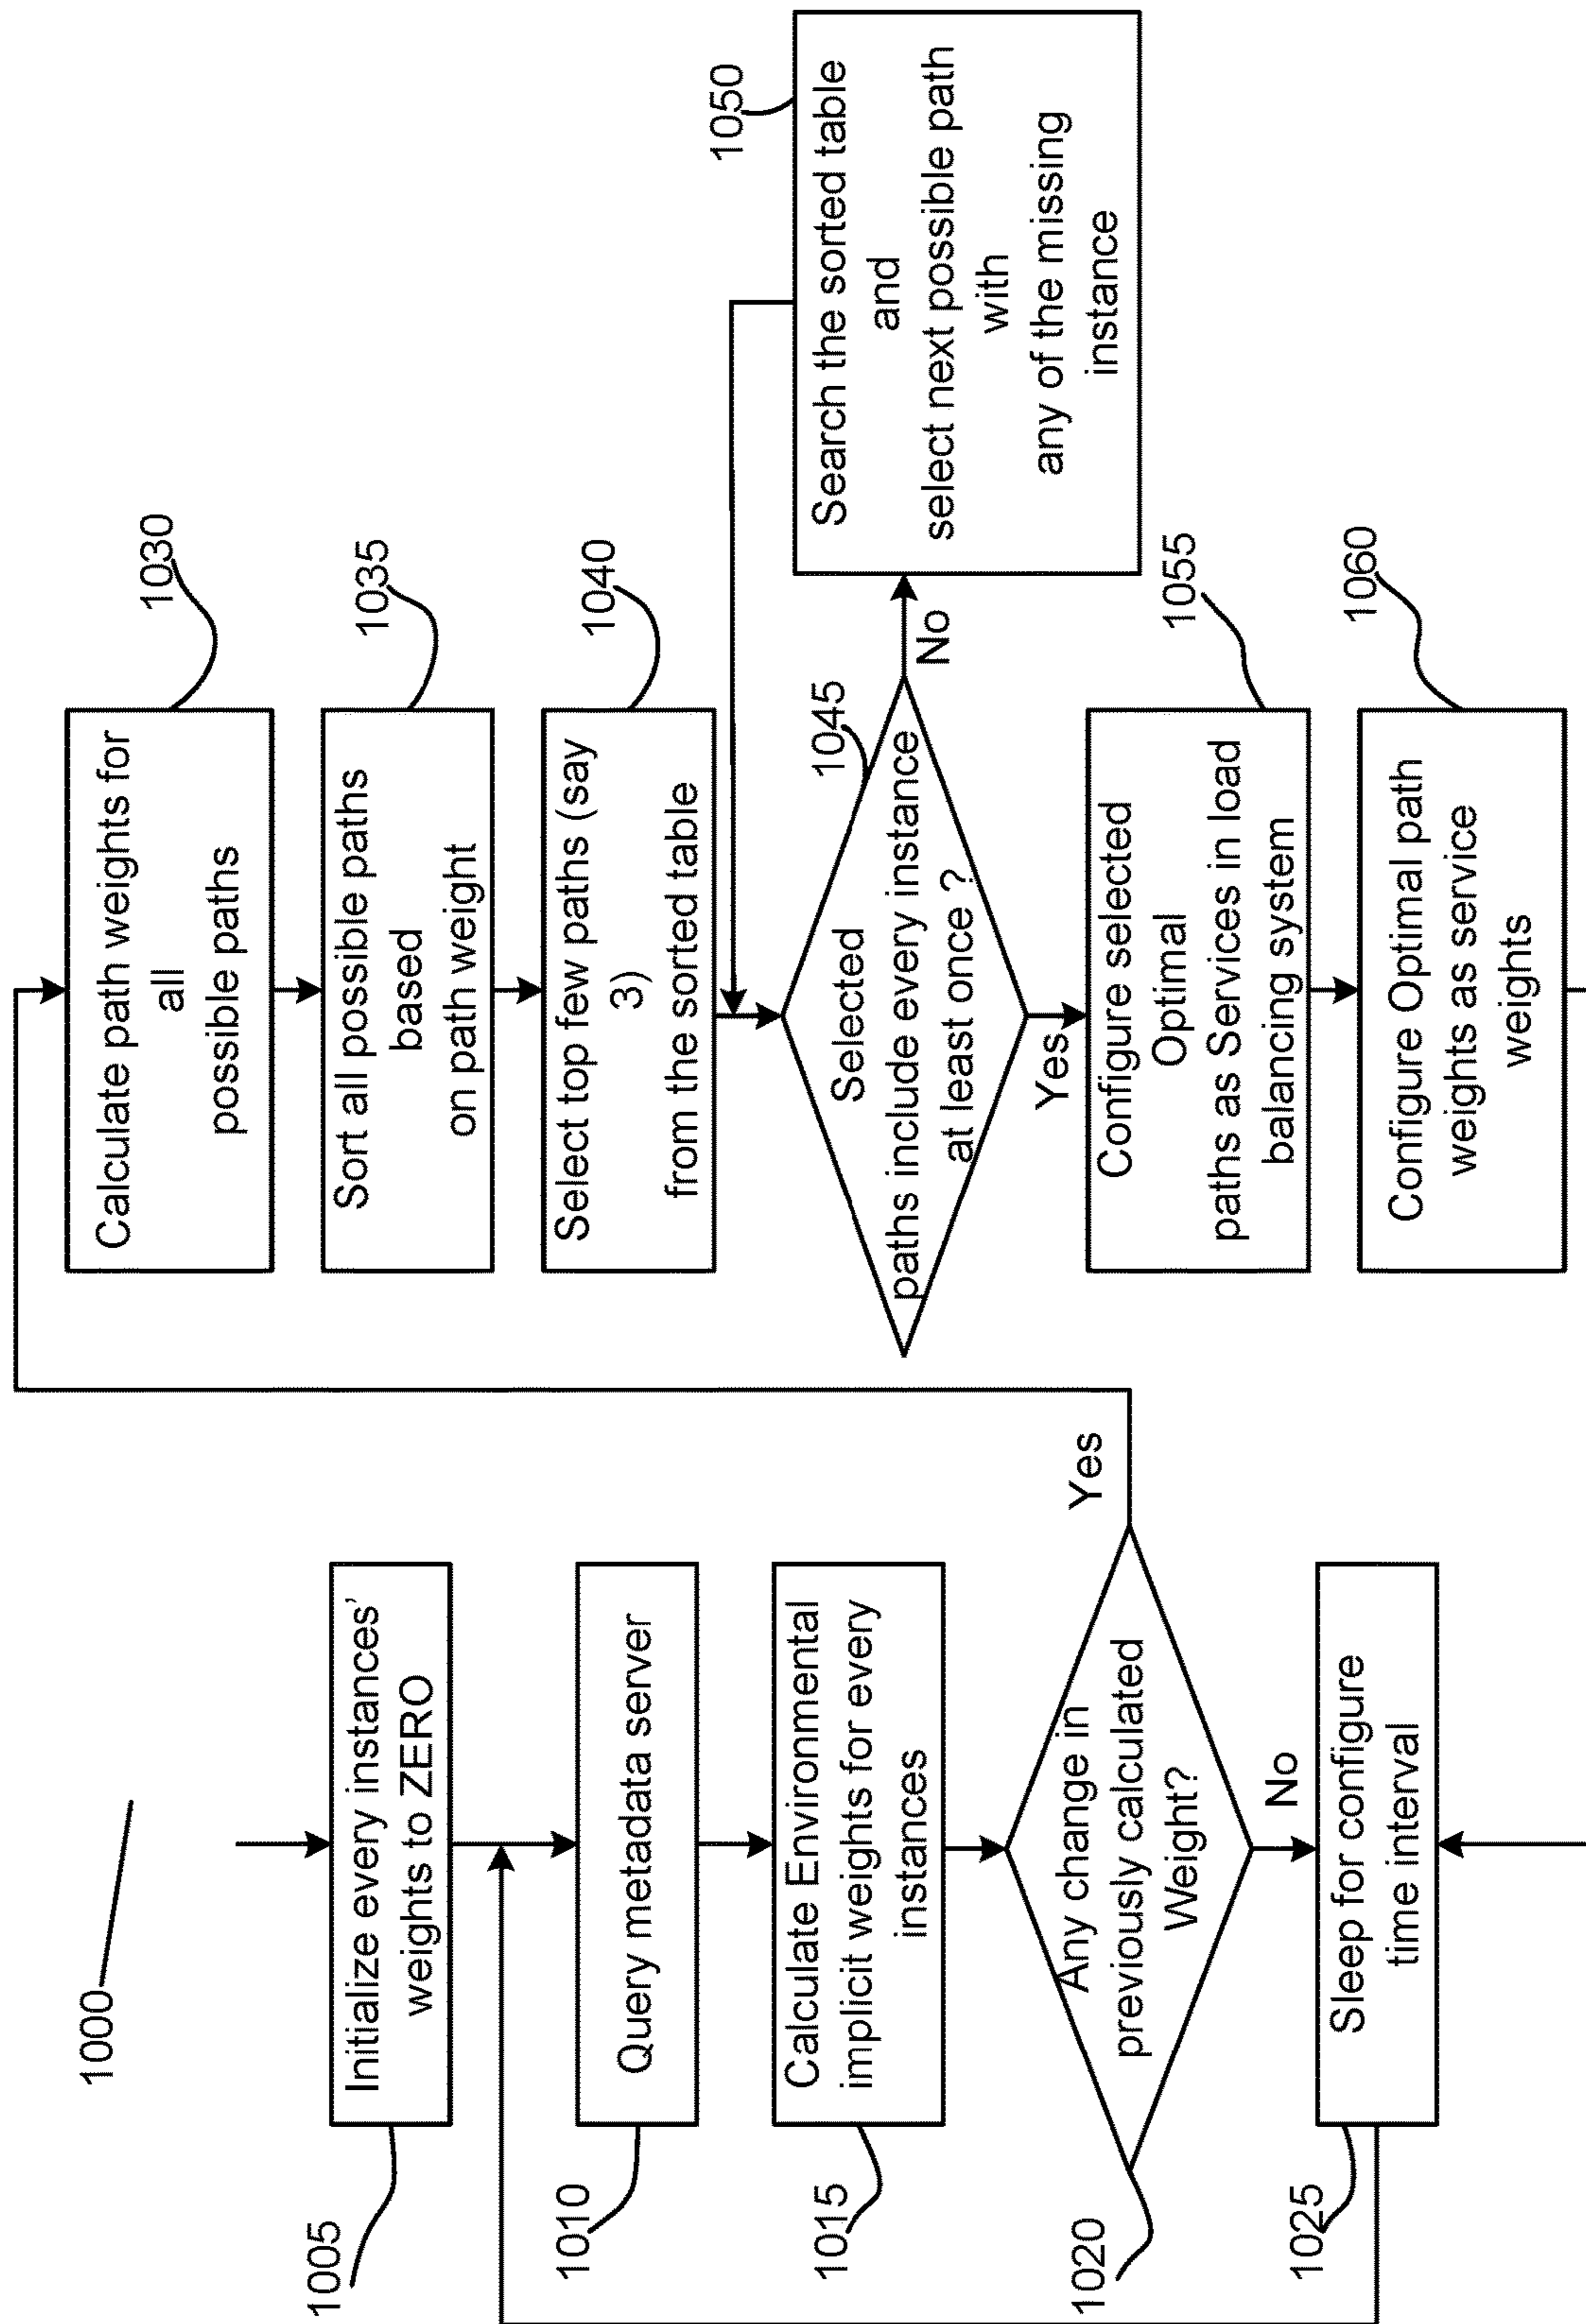 1000
1005
Initialize every instances'
weights to ZERO
1010
Query metadata server
1015
Calculate Environmental
implicit weights for every
instances
1020
Any change in
previously calculated
Weight?
Yes
No
1025
Sleep for configure
time interval
1030
Calculate path weights for
all
possible paths
1035
Sort all possible paths
based
on path weight
1040
Select top few paths (say
3)
from the sorted table
1045
Selected
paths include every instance
at least once ?
No
Yes
1050
Search the sorted table
and
select next possible path
with
any of the missing
instance
1055
Configure selected
Optimal
paths as Services in load
balancing system
1060
Configure Optimal path
weights as service
weights